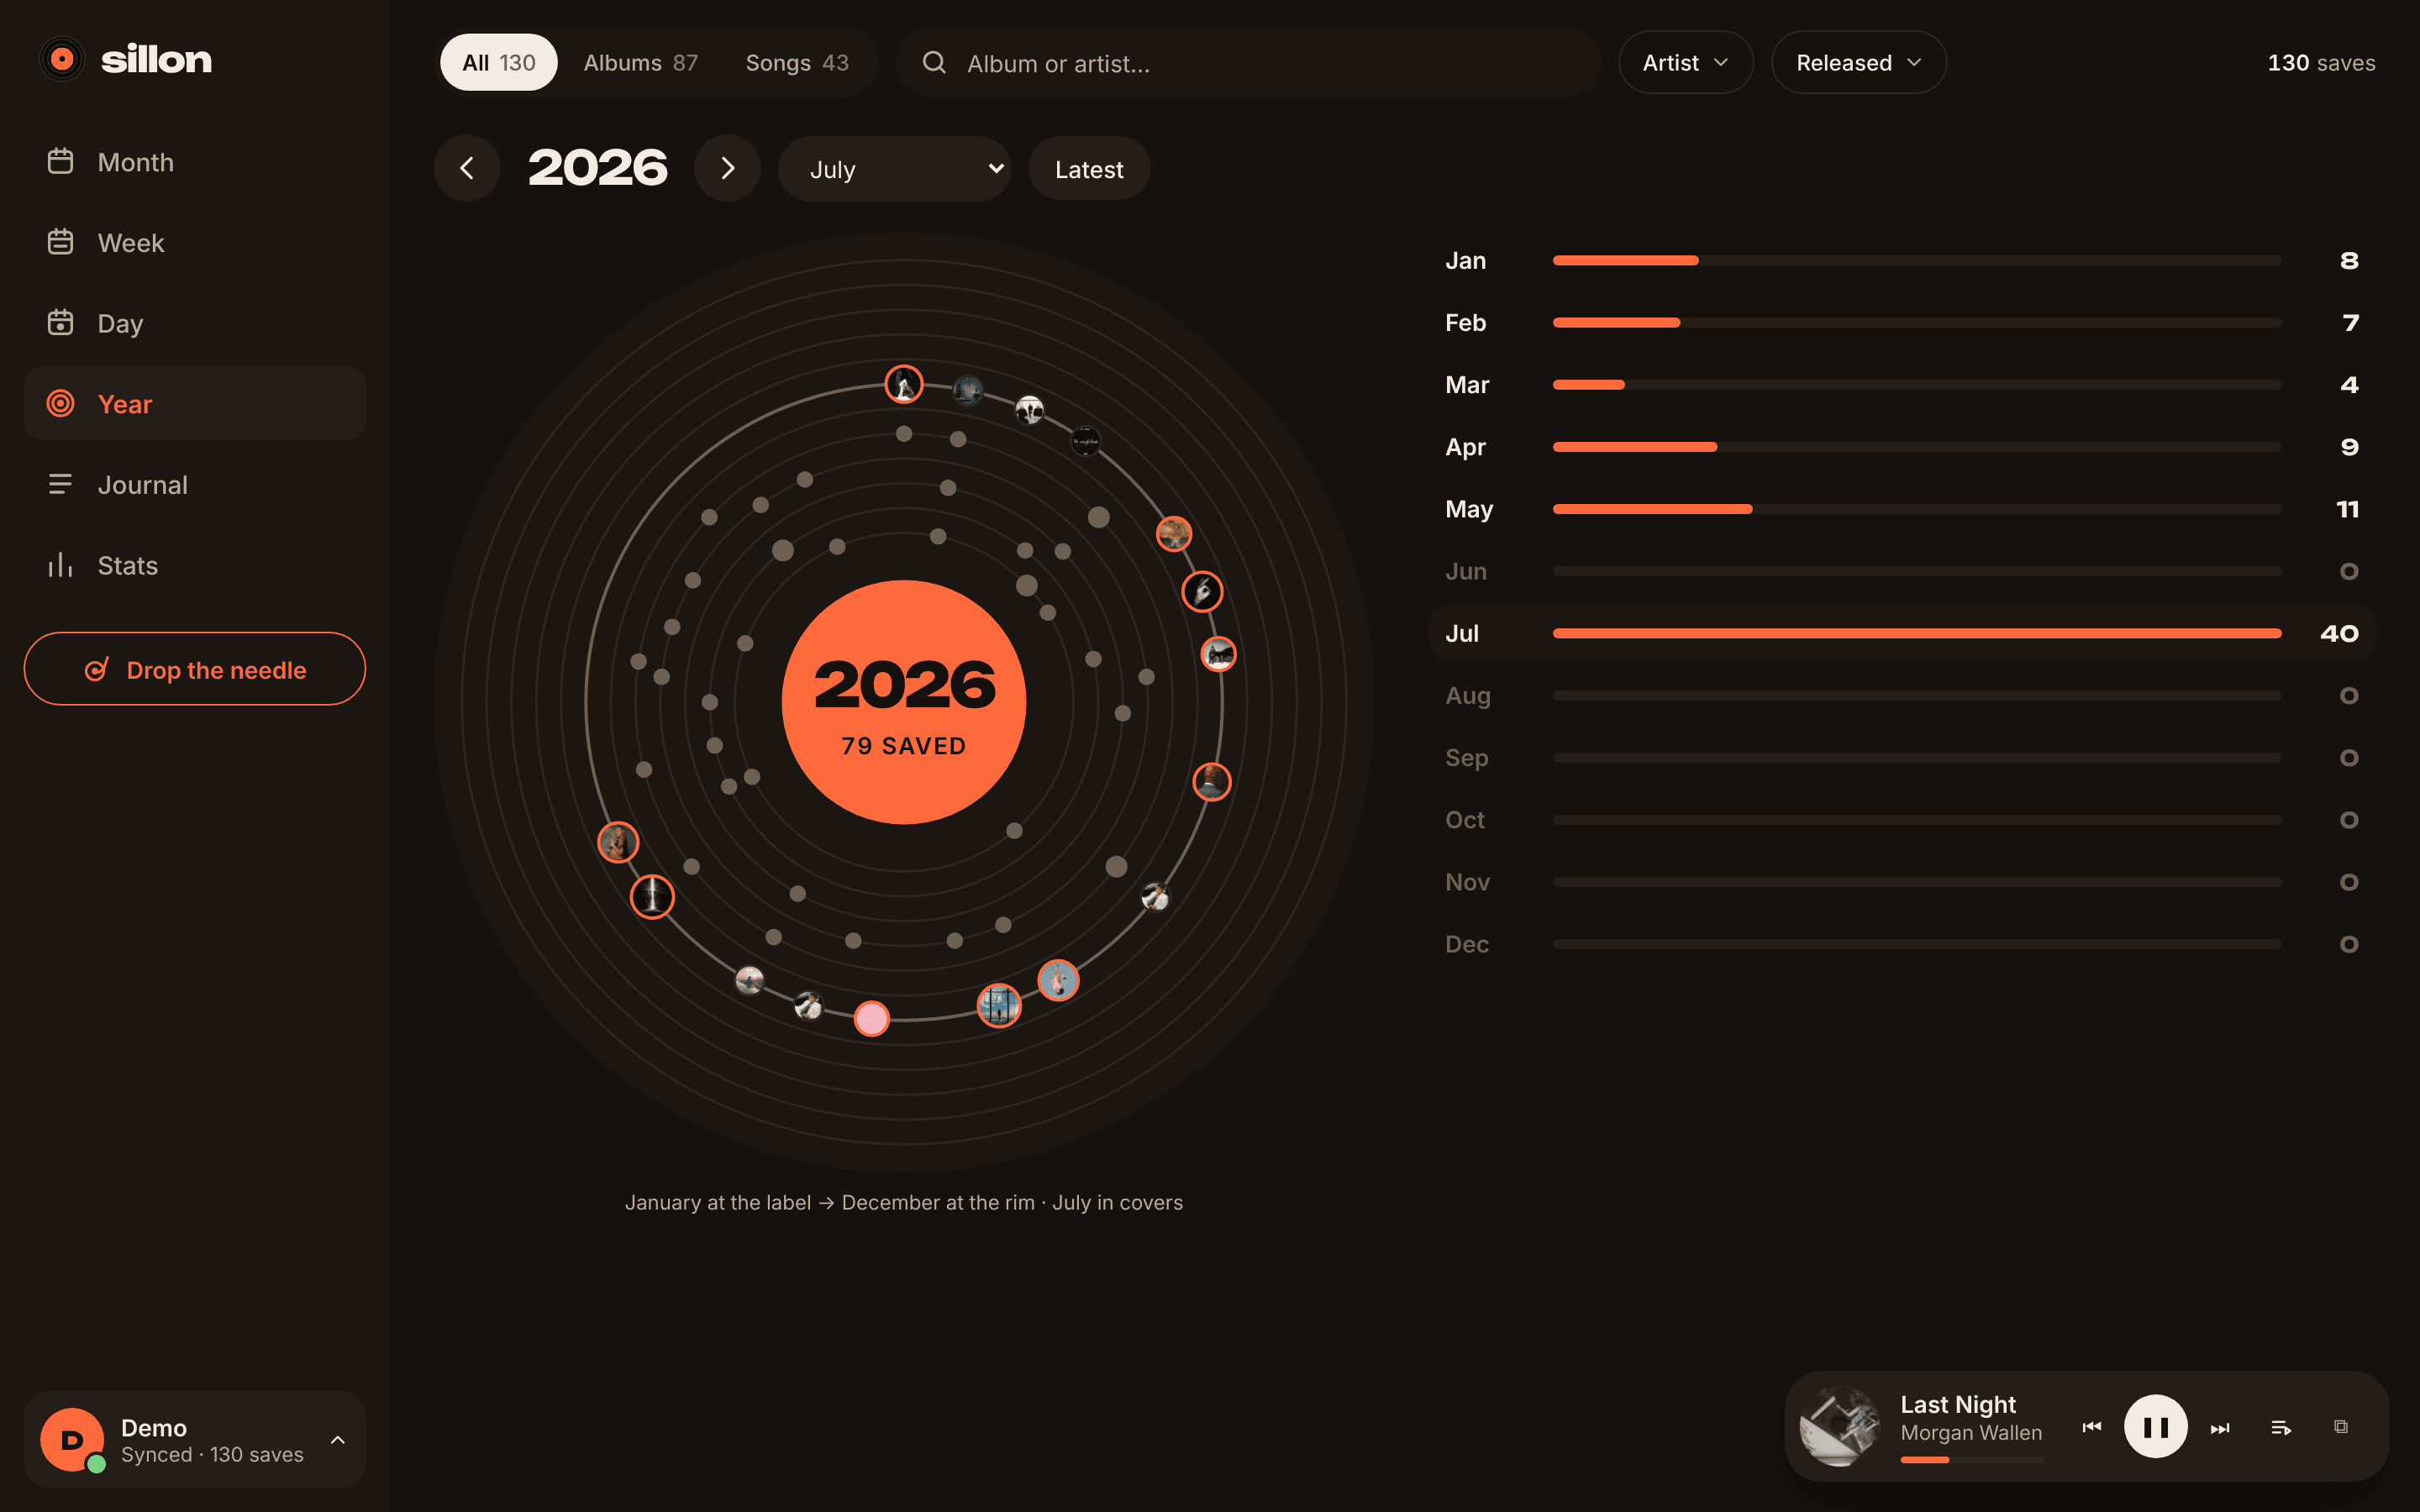 sillon
Month
Week
Day
Year
Journal
Stats
Drop the needle
Demo
Synced · 130 saves
All 130
Albums 87
Songs 43
Album or artist...
Artist
Released
130 saves
2026
July
Latest
2026
79 SAVED
January at the label → December at the rim · July in covers
Jan 8
Feb 7
Mar 4
Apr 9
May 11
Jun 0
Jul 40
Aug 0
Sep 0
Oct 0
Nov 0
Dec 0
Last Night
Morgan Wallen
D